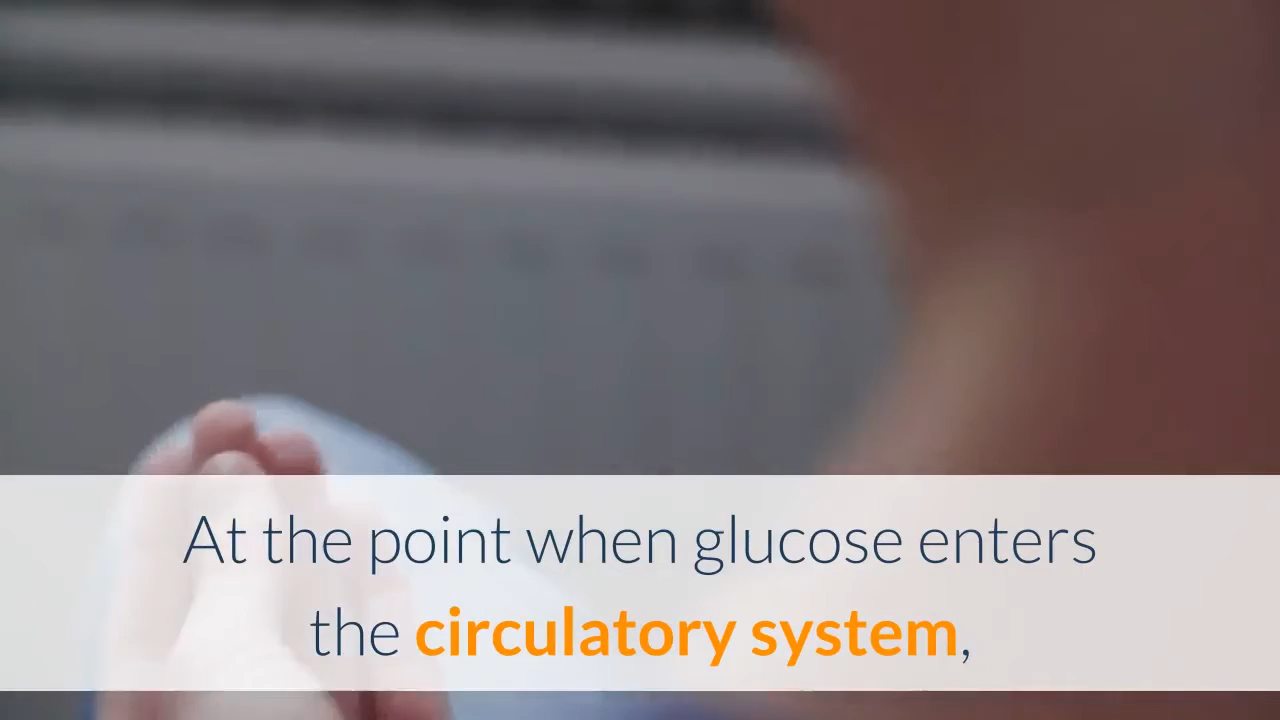 At the point when glucose enters
the circulatory system,